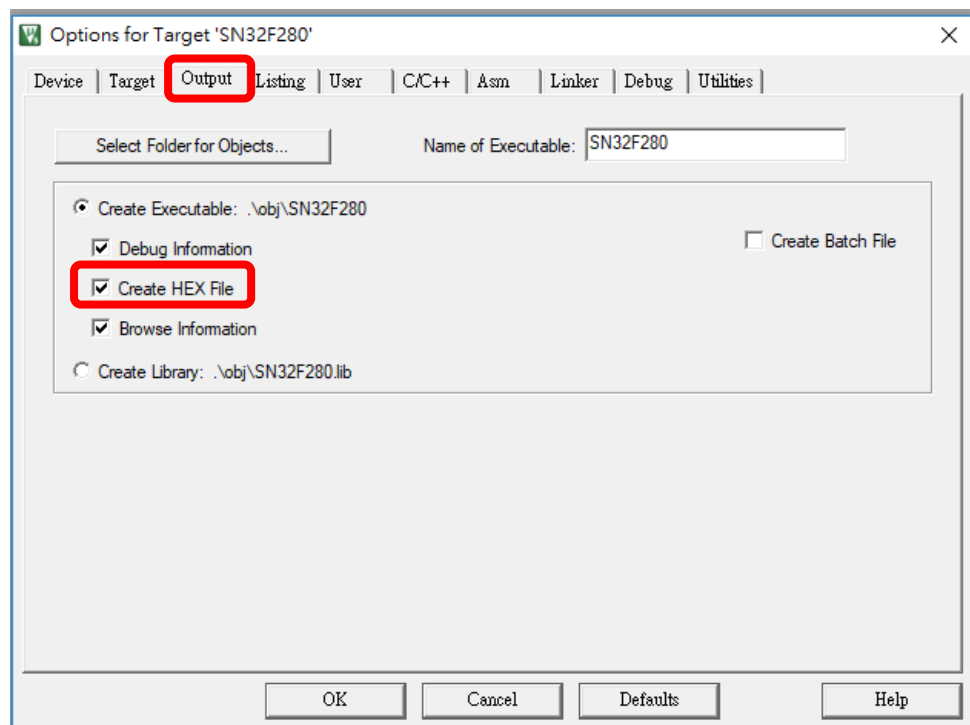 Options for Target 'SN32F280'
Device Target Output Listing User C/C++ Asm Linker Debug Utilities
Select Folder for Objects... Name of Executable: SN32F280
Create Executable: .\obj\SN32F280
Debug Information Create Batch File
Create HEX File
Browse Information
Create Library: .\obj\SN32F280.lib
OK Cancel Defaults Help